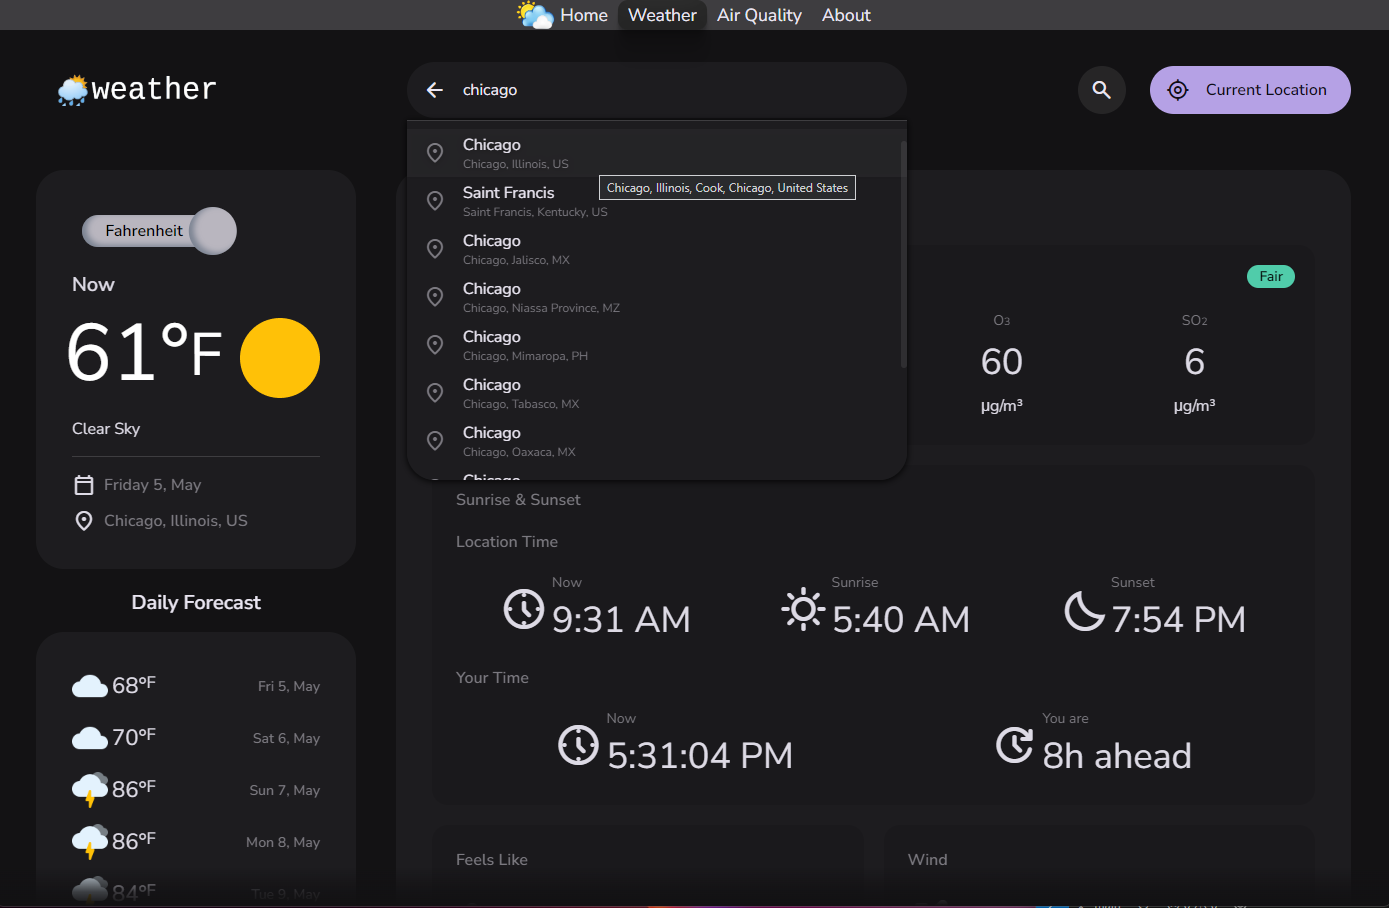 Home Weather Air Quality About
weather
chicago
Current Location
Chicago
Chicago, Illinois, US
Chicago, Illinois, Cook, Chicago, United States
Saint Francis
Saint Francis, Kentucky, US
Chicago
Chicago, Jalisco, MX
Chicago
Chicago, Niassa Province, MZ
Chicago
Chicago, Mimaropa, PH
Chicago
Chicago, Tabasco, MX
Chicago
Chicago, Oaxaca, MX
Chicago
Fahrenheit
Now
61°F
Clear Sky
Friday 5, May
Chicago, Illinois, US
Daily Forecast
68°F Fri 5, May
70°F Sat 6, May
86°F Sun 7, May
86°F Mon 8, May
84°F Tue 9, May
Fair
O3 SO2
60 6
μg/m³ μg/m³
Sunrise & Sunset
Location Time
Now Sunrise Sunset
9:31 AM 5:40 AM 7:54 PM
Your Time
Now You are
5:31:04 PM 8h ahead
Feels Like Wind